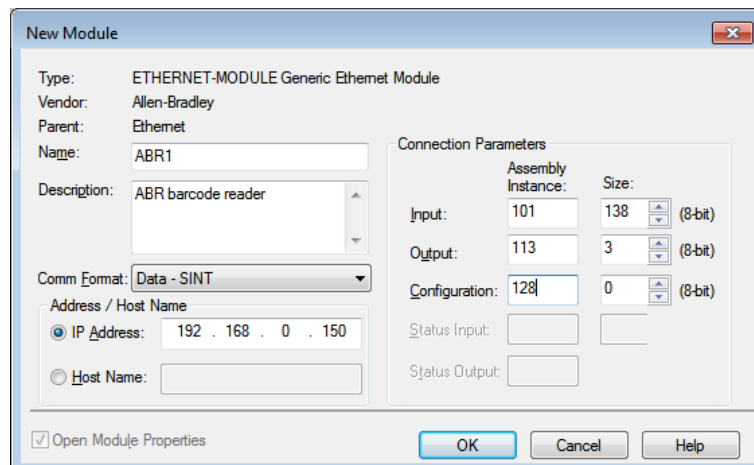 New Module
Type: ETHERNET-MODULE Generic Ethernet Module
Vendor: Allen-Bradley
Parent: Ethernet
Name: ABR1
Description: ABR barcode reader
Comm Format: Data - SINT
Address / Host Name
IP Address: 192 . 168 . 0 . 150
Host Name:
Connection Parameters
Assembly
Instance: Size:
Input: 101 138 (8-bit)
Output: 113 3 (8-bit)
Configuration: 128 0 (8-bit)
Status Input:
Status Output:
Open Module Properties
OK Cancel Help